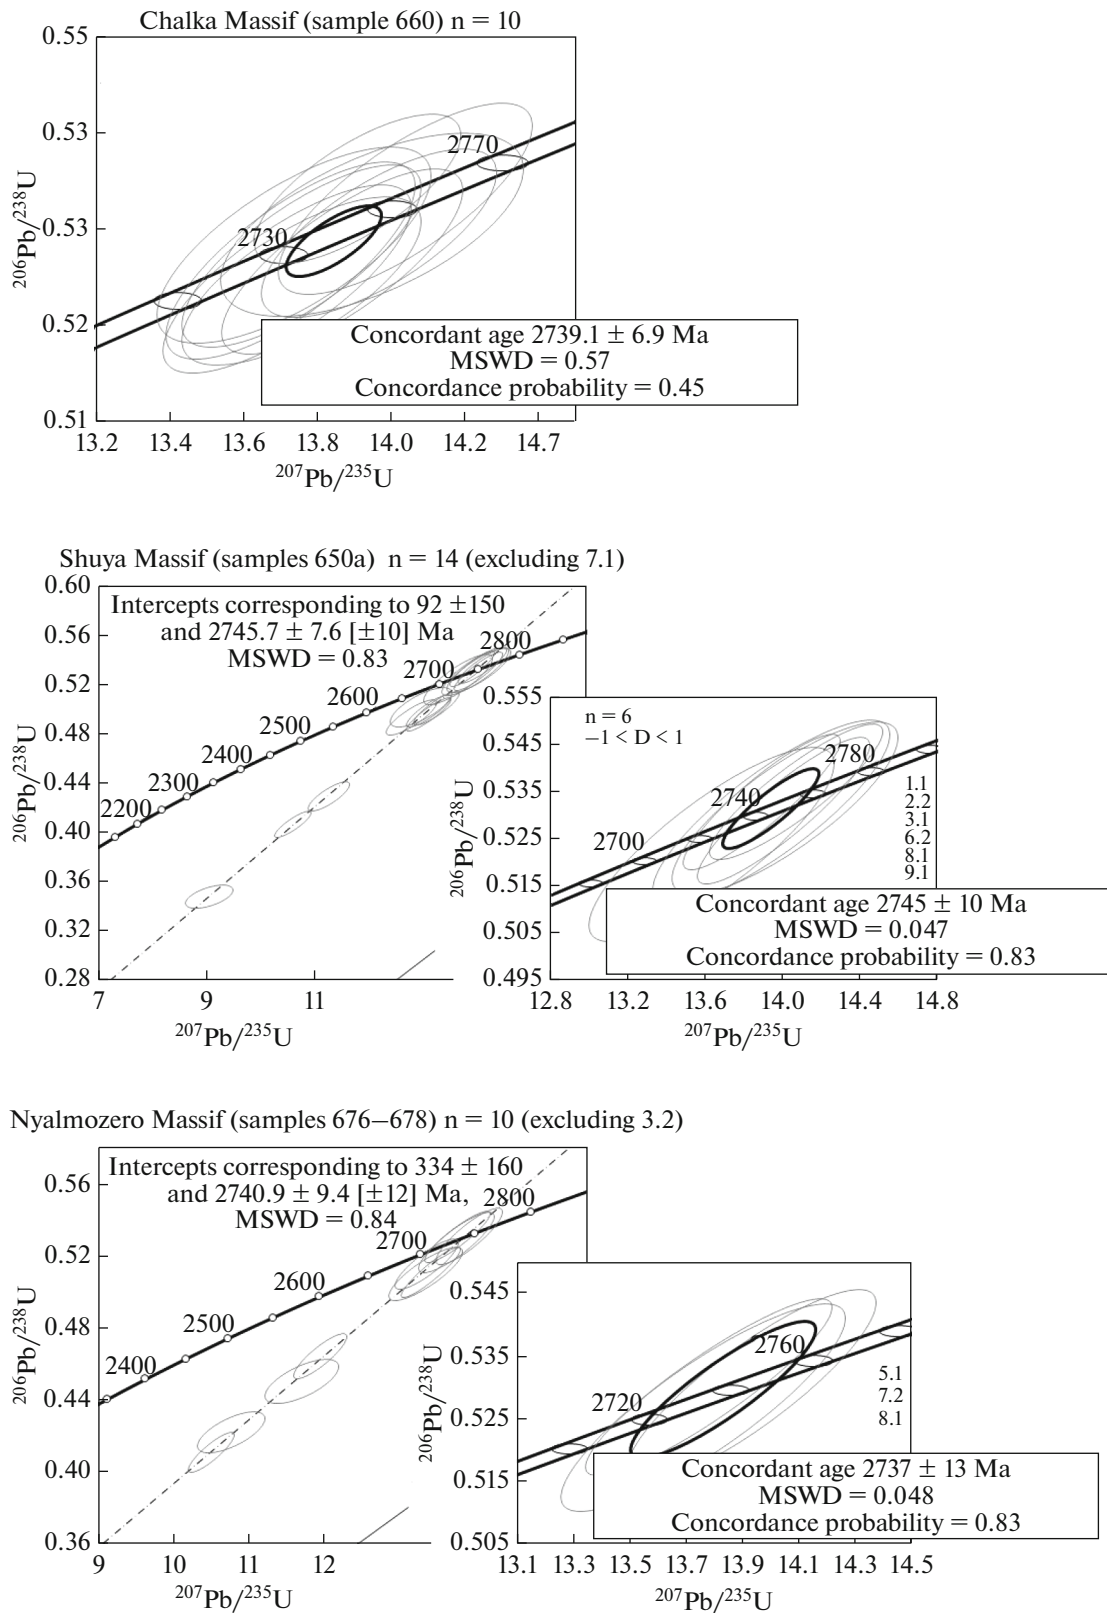 Chalka Massif (sample 660) n = 10
0.55
0.53
0.53
0.52
0.51
206Pb/238U
2770
2730
Concordant age 2739.1 ± 6.9 Ma
MSWD = 0.57
Concordance probability = 0.45
13.2 13.4 13.6 13.8 14.0 14.2 14.7
207Pb/235U
Shuya Massif (samples 650a) n = 14 (excluding 7.1)
0.60
0.56
0.52
0.48
0.44
0.40
0.36
0.32
0.28
206Pb/238U
Intercepts corresponding to 92 ±150
and 2745.7 ± 7.6 [±10] Ma
MSWD = 0.83
2800
2700
2600
2500
2400
2300
2200
7 9 11
207Pb/235U
0.555
0.545
0.535
0.525
0.515
0.505
0.495
206Pb/238U
n = 6
−1 < D < 1
2780
2740
2700
1.1
2.2
3.1
6.2
8.1
9.1
Concordant age 2745 ± 10 Ma
MSWD = 0.047
Concordance probability = 0.83
12.8 13.2 13.6 14.0 14.4 14.8
207Pb/235U
Nyalmozero Massif (samples 676–678) n = 10 (excluding 3.2)
0.56
0.52
0.48
0.44
0.40
0.36
206Pb/238U
Intercepts corresponding to 334 ± 160
and 2740.9 ± 9.4 [±12] Ma,
MSWD = 0.84
2800
2700
2600
2500
2400
9 10 11 12
207Pb/235U
0.545
0.535
0.525
0.515
0.505
206Pb/238U
2760
2720
5.1
7.2
8.1
Concordant age 2737 ± 13 Ma
MSWD = 0.048
Concordance probability = 0.83
13.1 13.3 13.5 13.7 13.9 14.1 14.3 14.5
207Pb/235U